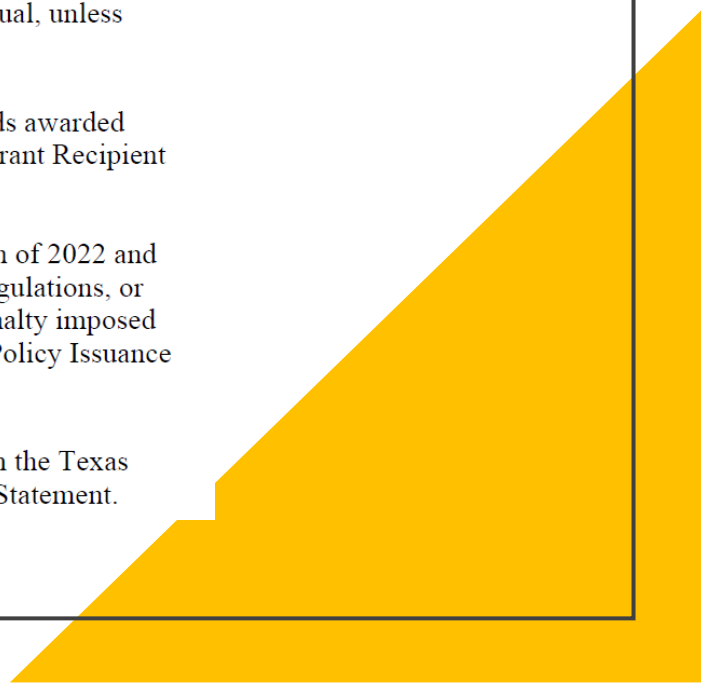 ual, unless
ds awarded
rant Recipient
n of 2022 and
gulations, or
nalty imposed
Policy Issuance
n the Texas
Statement.